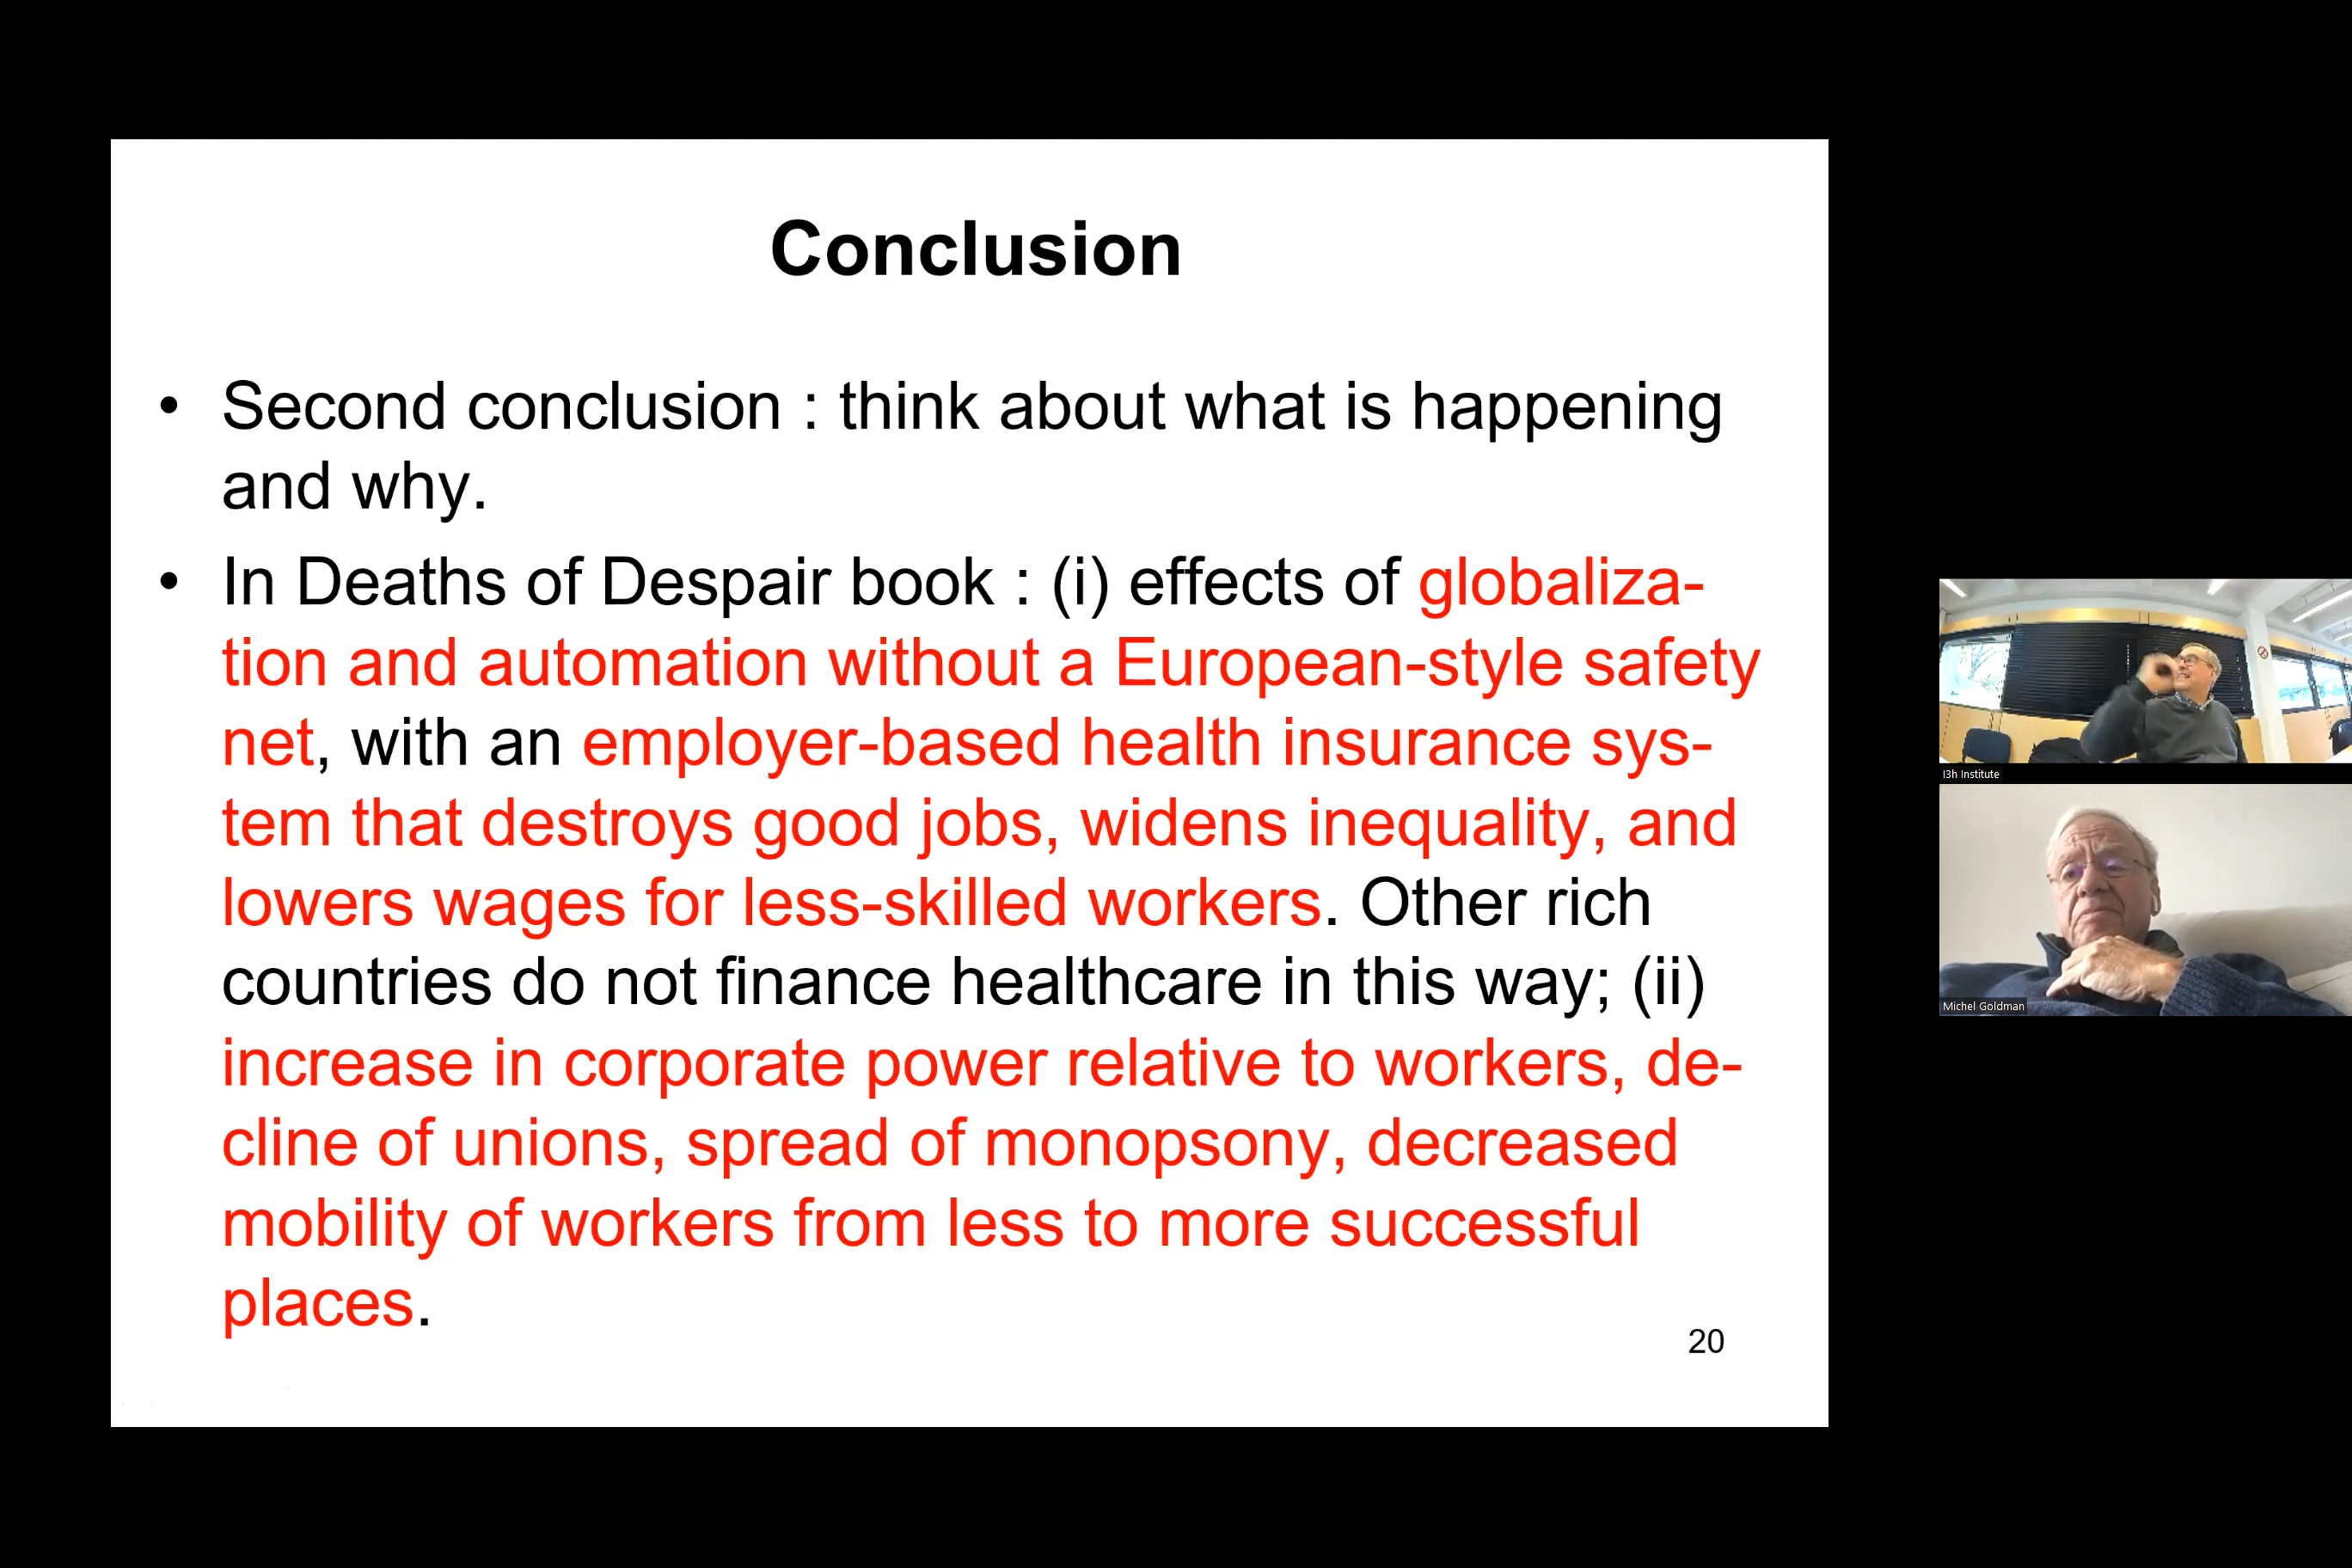 Conclusion
• Second conclusion : think about what is happening
and why.
• In Deaths of Despair book : (i) effects of globaliza-
tion and automation without a European-style safety
net, with an employer-based health insurance sys-
tem that destroys good jobs, widens inequality, and
lowers wages for less-skilled workers. Other rich
countries do not finance healthcare in this way; (ii)
increase in corporate power relative to workers, de-
cline of unions, spread of monopsony, decreased
mobility of workers from less to more successful
places.
20
I3h Institute
Michel Goldman